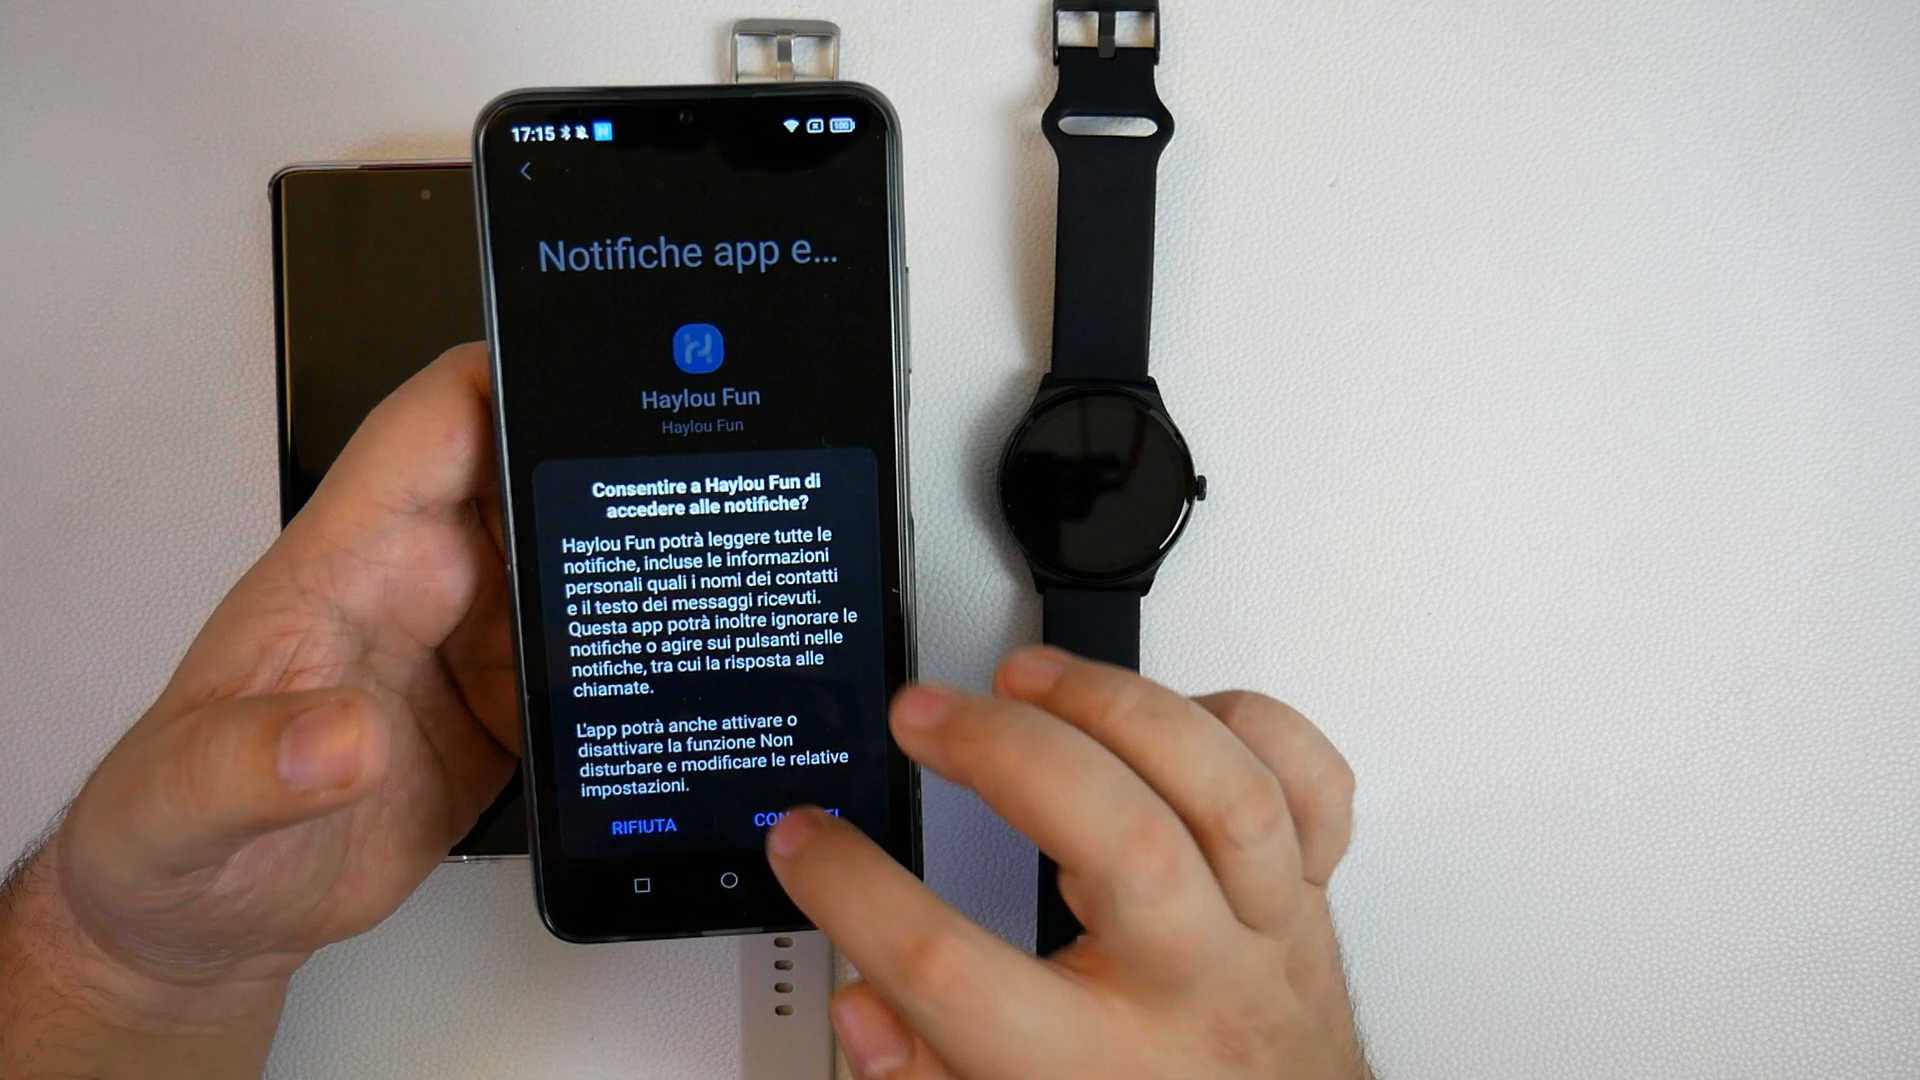 17:15
100
Notifiche app e...
Haylou Fun
Haylou Fun
Consentire a Haylou Fun di
accedere alle notifiche?
Haylou Fun potrà leggere tutte le
notifiche, incluse le informazioni
personali quali i nomi dei contatti
e il testo dei messaggi ricevuti.
Questa app potrà inoltre ignorare le
notifiche o agire sui pulsanti nelle
notifiche, tra cui la risposta alle
chiamate.
L'app potrà anche attivare o
disattivare la funzione Non
disturbare e modificare le relative
impostazioni.
RIFIUTA